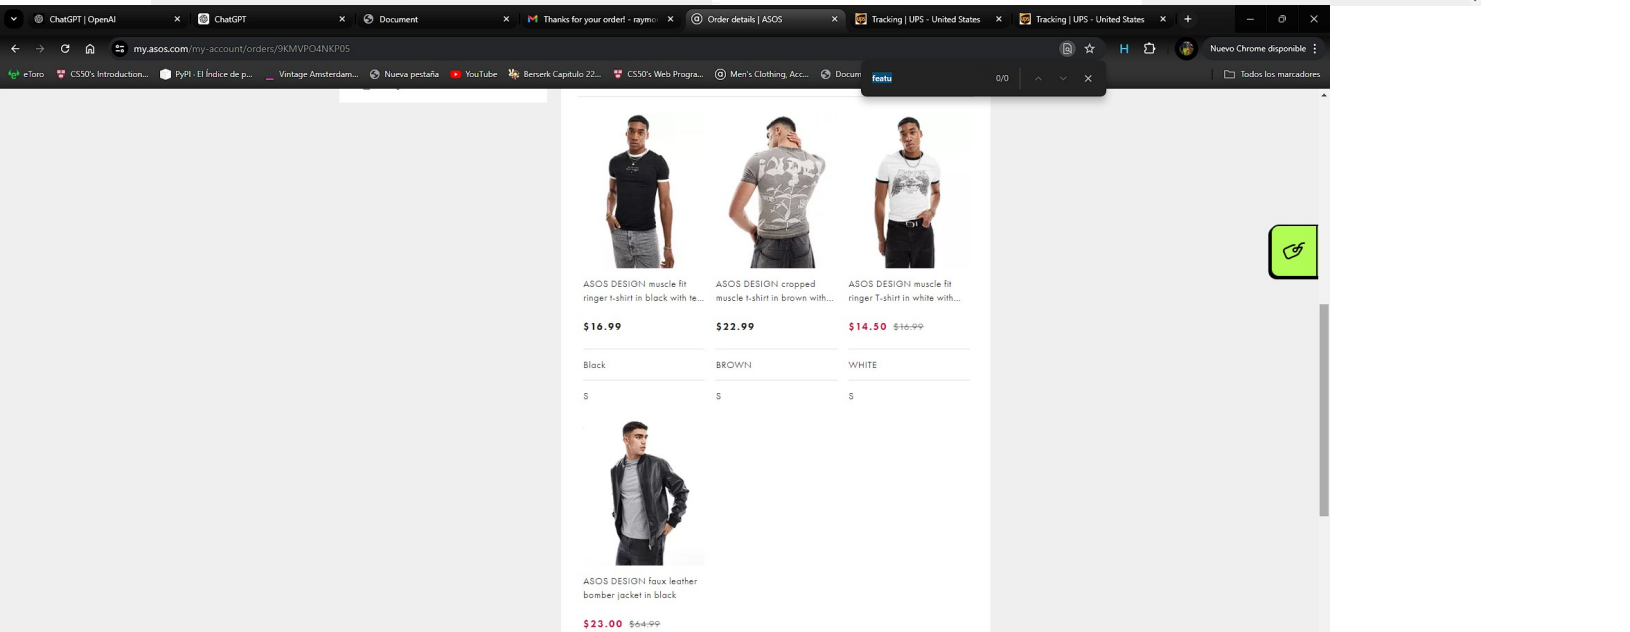 ChatGPT | OpenAI
ChatGPT
Document
Thanks for your order! - raymo
Order details | ASOS
Tracking | UPS - United States
Tracking | UPS - United States
my.asos.com/my-account/orders/9KMVPO4NKP05
Nuevo Chrome disponible
eToro
CS50's Introduction...
PyPI · El Índice de p...
Vintage Amsterdam...
Nueva pestaña
YouTube
Berserk Capitulo 22...
CS50's Web Progra...
Men's Clothing, Acc...
Docum
Todos los marcadores
featu
0/0
ASOS DESIGN muscle fit
ringer t-shirt in black with te...
$16.99
Black
S
ASOS DESIGN cropped
muscle t-shirt in brown with...
$22.99
BROWN
S
ASOS DESIGN muscle fit
ringer T-shirt in white with...
$14.50 $16.99
WHITE
S
ASOS DESIGN faux leather
bomber jacket in black
$23.00 $64.99